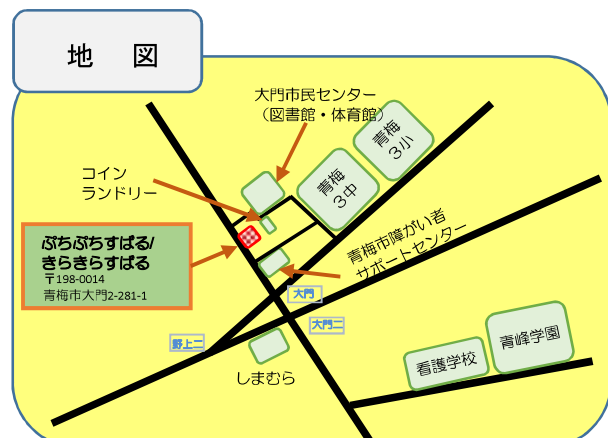 地 図
大門市民センター
（図書館・体育館）
青梅
3小
コイン
ランドリー
青梅
3中
ぷちぷちすばる/
きらきらすばる
〒198-0014
青梅市大門2-281-1
青梅市障がい者
サポートセンター
大門
大門二
野上二
しまむら
看護学校
青峰学園